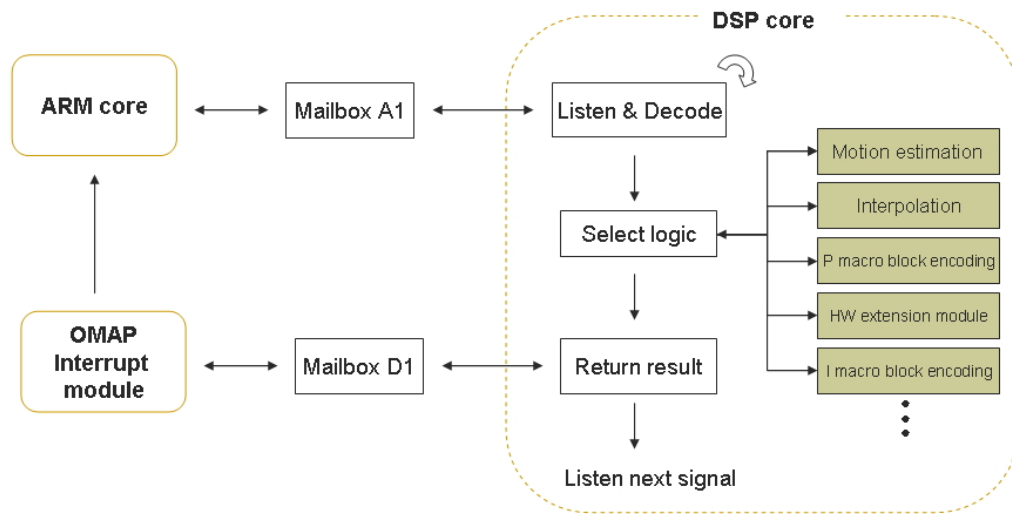 DSP core
ARM core
Mailbox A1
Listen & Decode
Motion estimation
Interpolation
Select logic
P macro block encoding
HW extension module
OMAP
Interrupt
module
Mailbox D1
Return result
I macro block encoding
Listen next signal